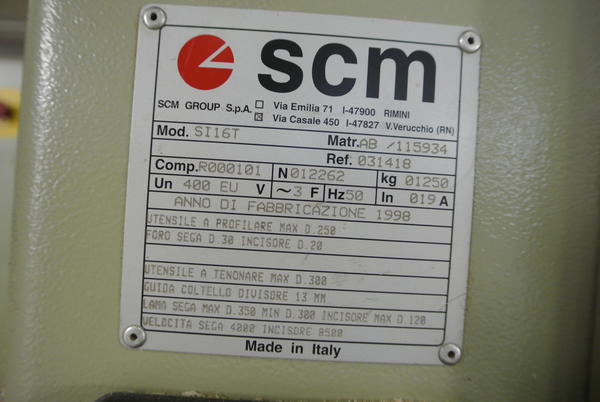 scm
SCM GROUP S.p.A. Via Emilia 71 I-47900 RIMINI
Via Casale 450 I-47827 V.Verucchio (RN)
Mod. SI16T Matr.AB /115934
Ref. 031418
Comp.R000101 N 012262 kg 01250
Un 400 EU V ~3 F Hz50 In 019 A
ANNO DI FABBRICAZIONE 1998
UTENSILE A PROFILARE MAX D.250
FORO SEGA D.30 INCISORE D.20
UTENSILE A TENONARE MAX D.300
GUIDA COLTELLO DIVISORE 13 MM
LAMA SEGA MAX D.350 MIN D.300 INCISORE MAX D.120
VELOCITA SEGA 4000 INCISORE 8500
Made in Italy